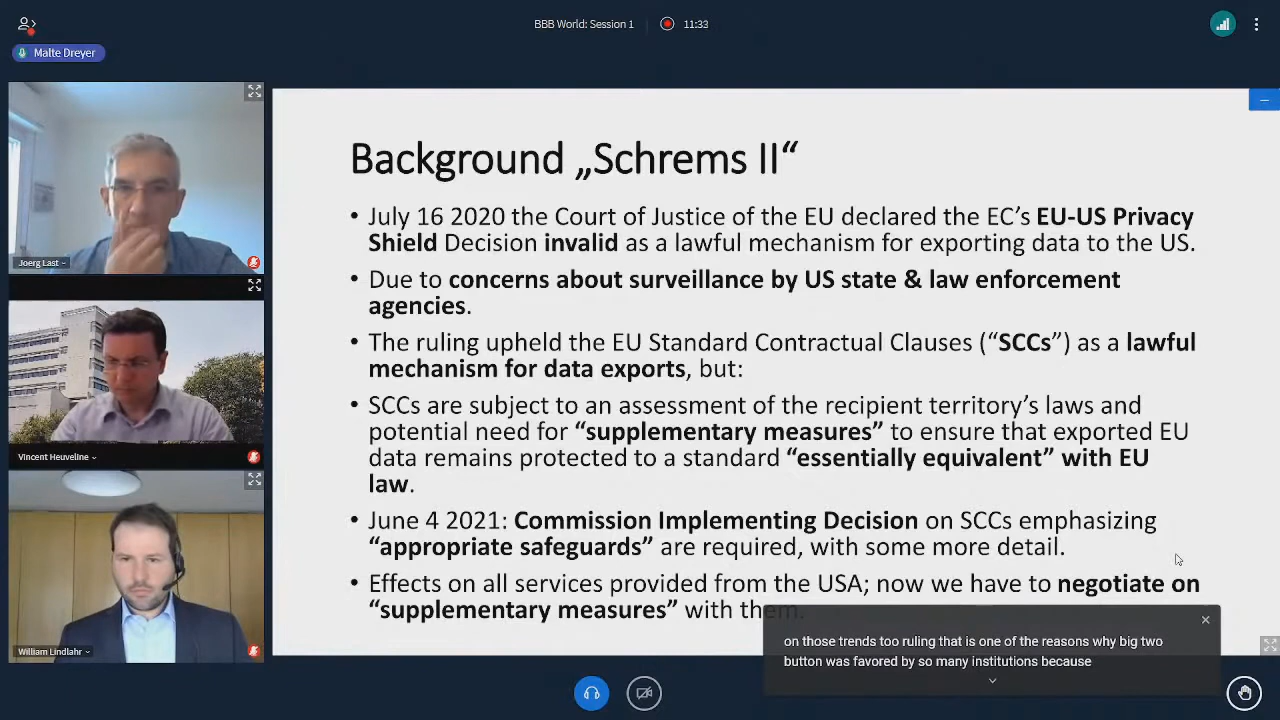 BBB World: Session 1
11:33
Malte Dreyer
Joerg Last
Vincent Heuveline
William Lindlahr
Background „Schrems II“
• July 16 2020 the Court of Justice of the EU declared the EC’s EU-US Privacy
Shield Decision invalid as a lawful mechanism for exporting data to the US.
• Due to concerns about surveillance by US state & law enforcement
agencies.
• The ruling upheld the EU Standard Contractual Clauses (“SCCs”) as a lawful
mechanism for data exports, but:
• SCCs are subject to an assessment of the recipient territory’s laws and
potential need for “supplementary measures” to ensure that exported EU
data remains protected to a standard “essentially equivalent” with EU
law.
• June 4 2021: Commission Implementing Decision on SCCs emphasizing
“appropriate safeguards” are required, with some more detail.
• Effects on all services provided from the USA; now we have to negotiate on
“supplementary measures” with them.
on those trends too ruling that is one of the reasons why big two
button was favored by so many institutions because